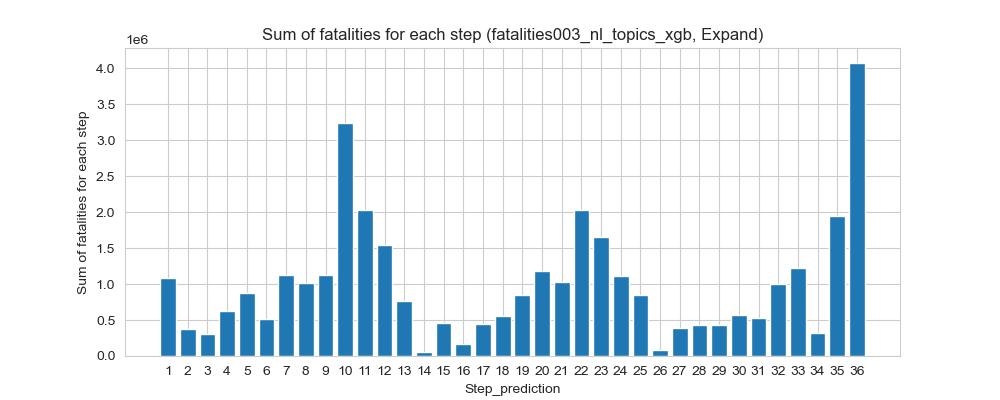 Sum of fatalities for each step (fatalities003_nl_topics_xgb, Expand)
1e6
4.0
3.5
3.0
2.5
2.0
1.5
1.0
0.5
0.0
Sum of fatalities for each step
1 2 3 4 5 6 7 8 9 10 11 12 13 14 15 16 17 18 19 20 21 22 23 24 25 26 27 28 29 30 31 32 33 34 35 36
Step_prediction